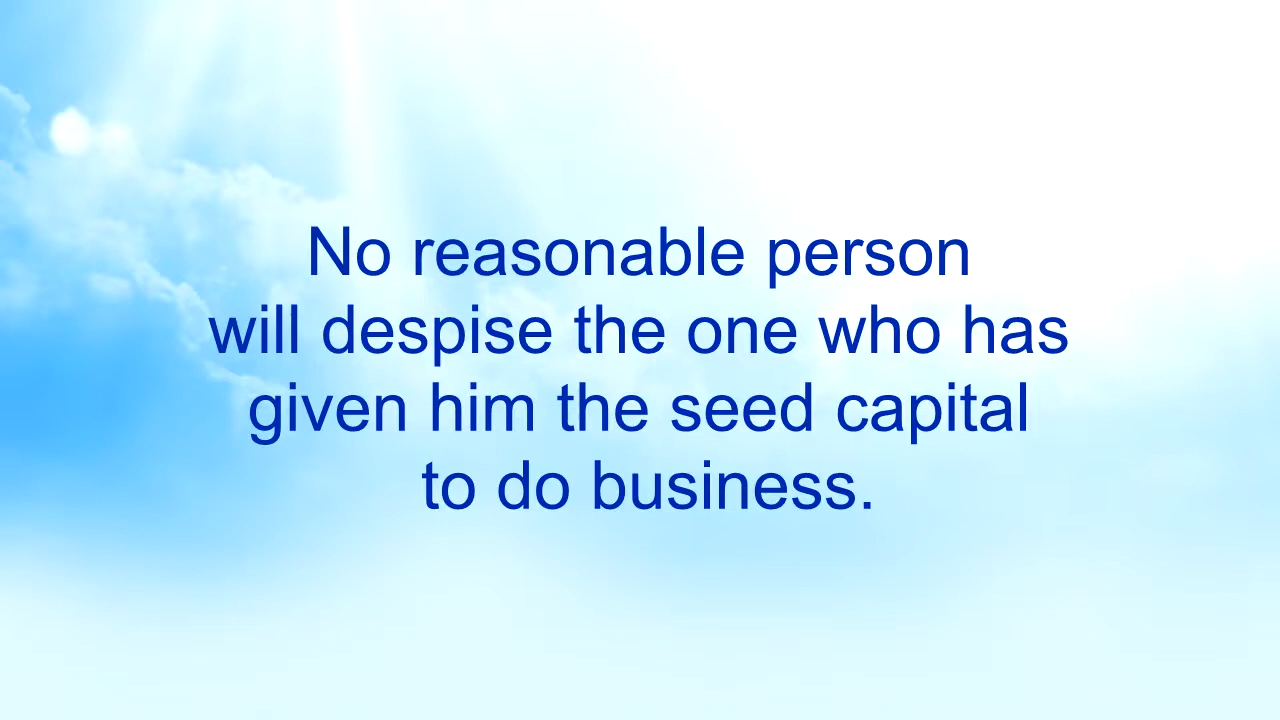 No reasonable person
will despise the one who has
given him the seed capital
to do business.